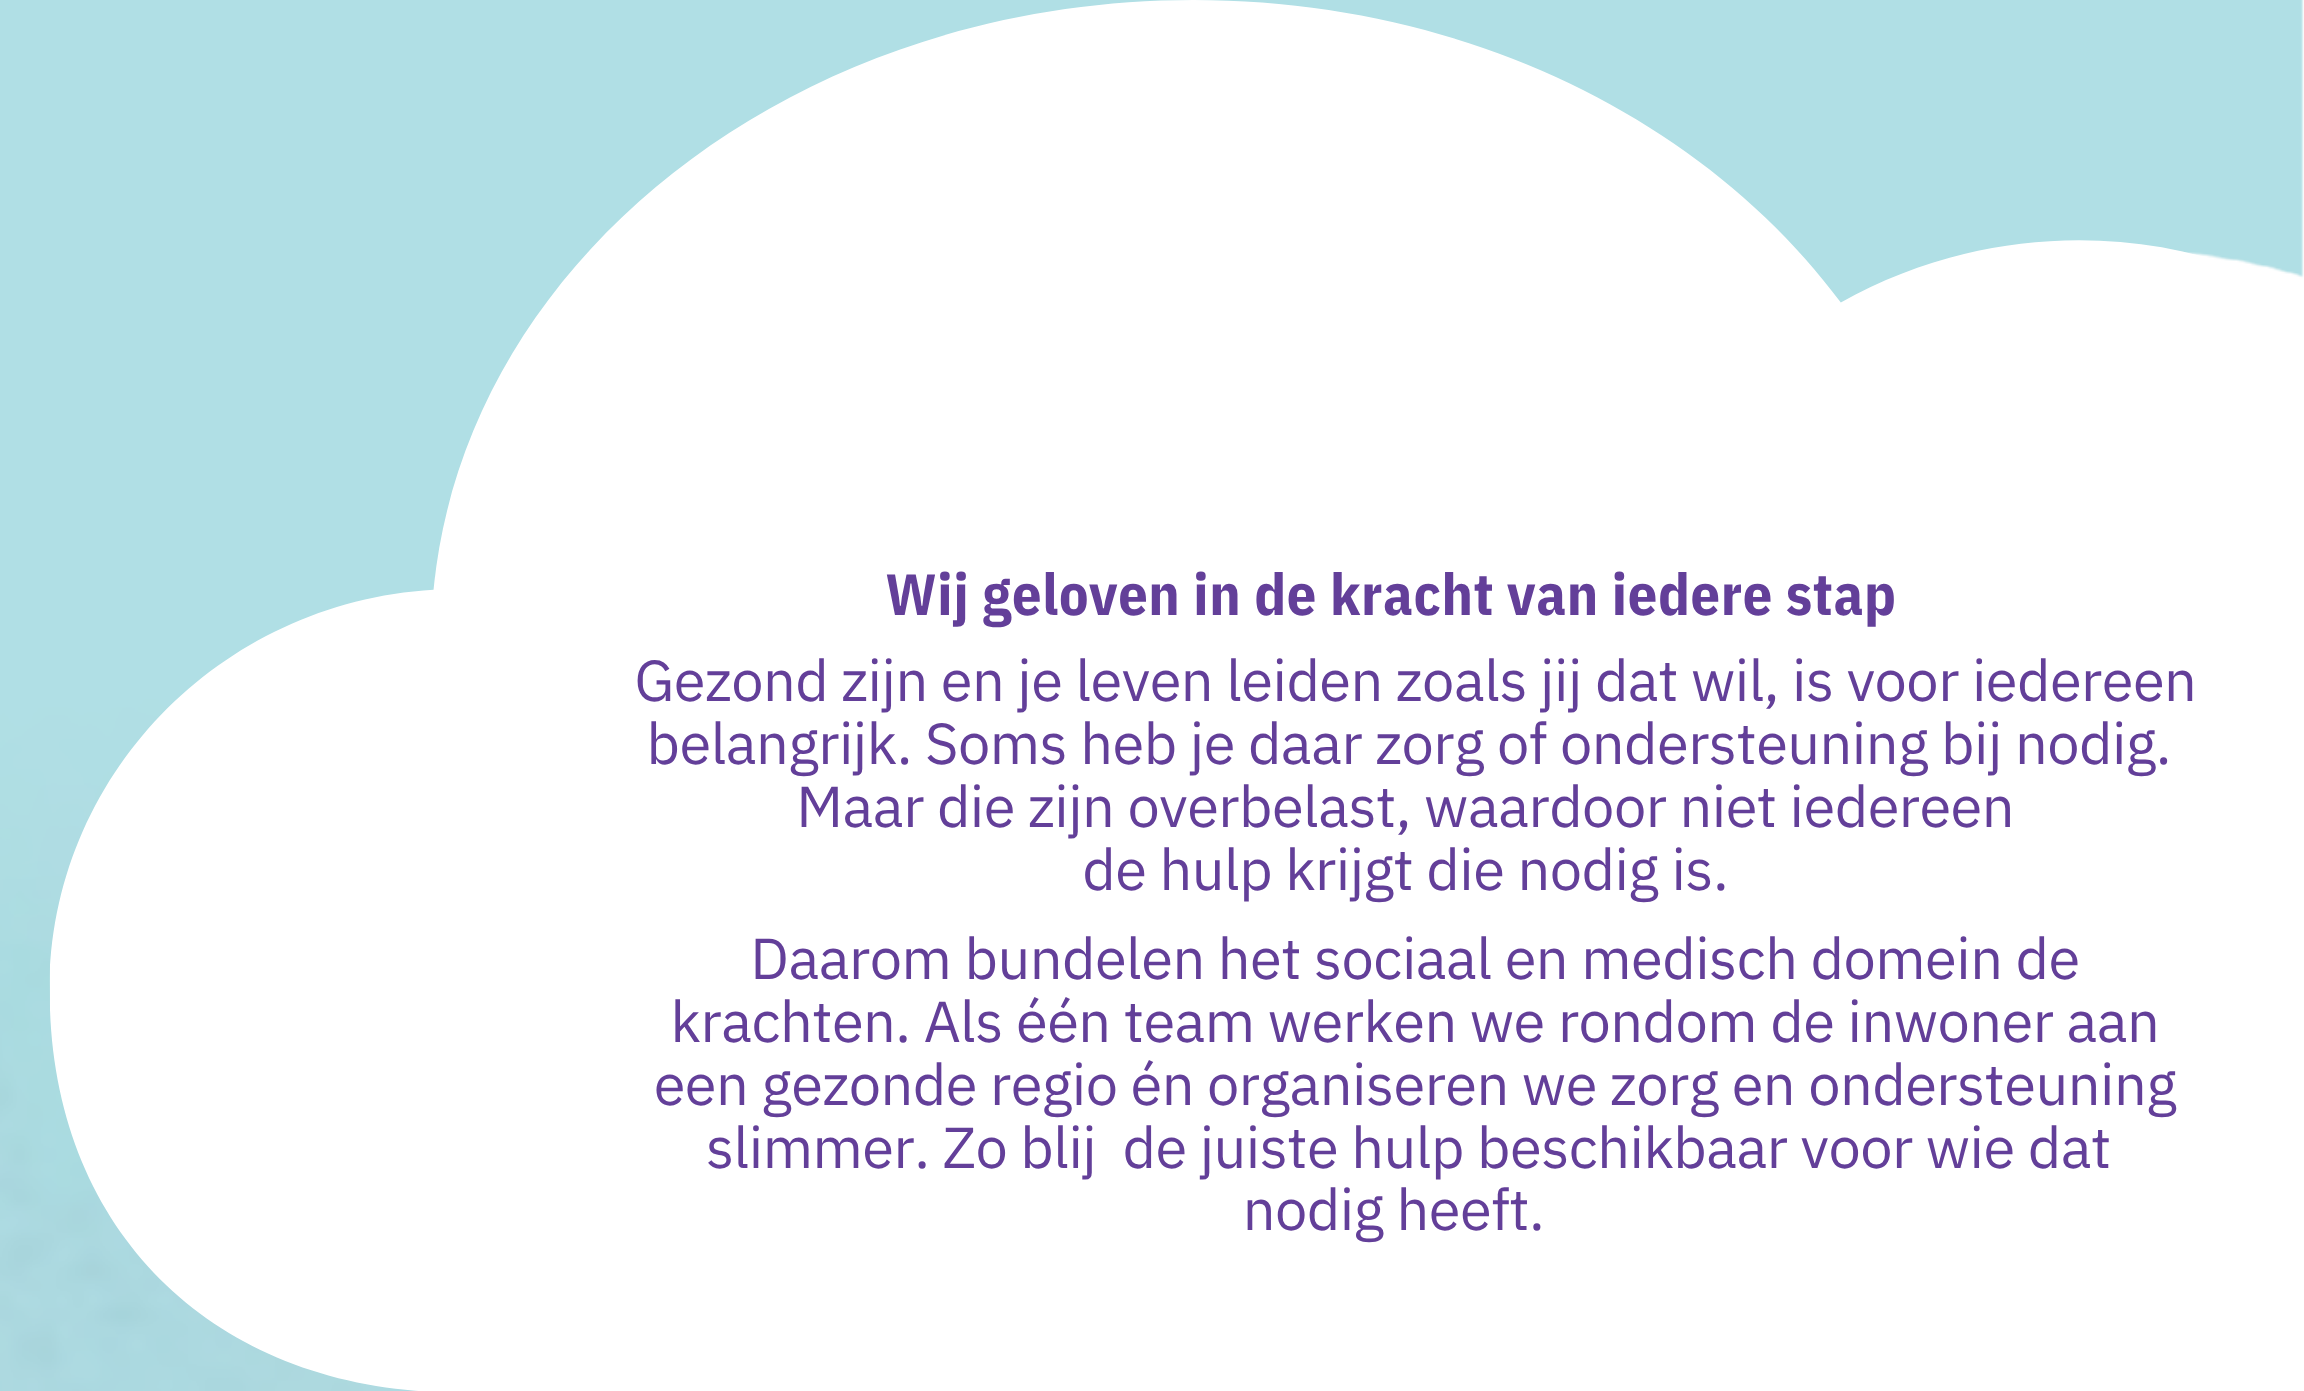 Wij geloven in de kracht van iedere stap
Gezond zijn en je leven leiden zoals jij dat wil, is voor iedereen
belangrijk. Soms heb je daar zorg of ondersteuning bij nodig.
Maar die zijn overbelast, waardoor niet iedereen
de hulp krijgt die nodig is.
Daarom bundelen het sociaal en medisch domein de
krachten. Als één team werken we rondom de inwoner aan
een gezonde regio én organiseren we zorg en ondersteuning
slimmer. Zo blij  de juiste hulp beschikbaar voor wie dat
nodig heeft.